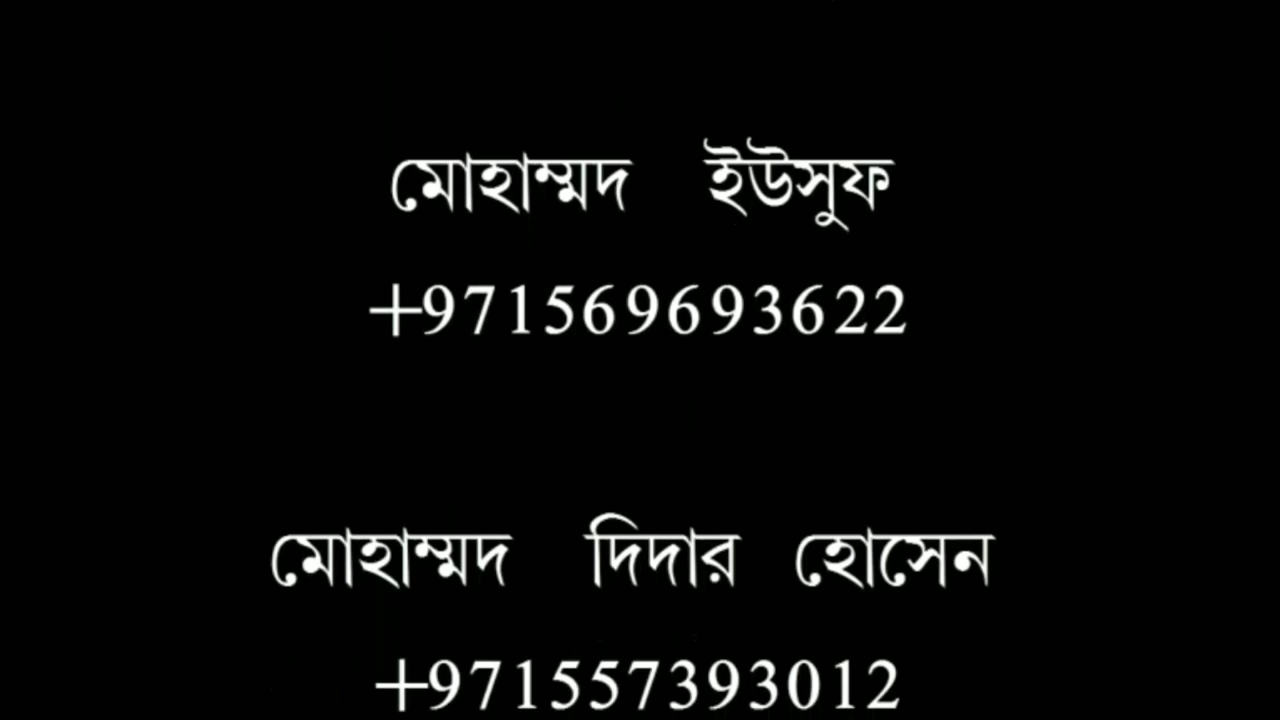 মোহাম্মদ ইউসুফ
+971569693622
মোহাম্মদ দিদার হোসেন
+971557393012